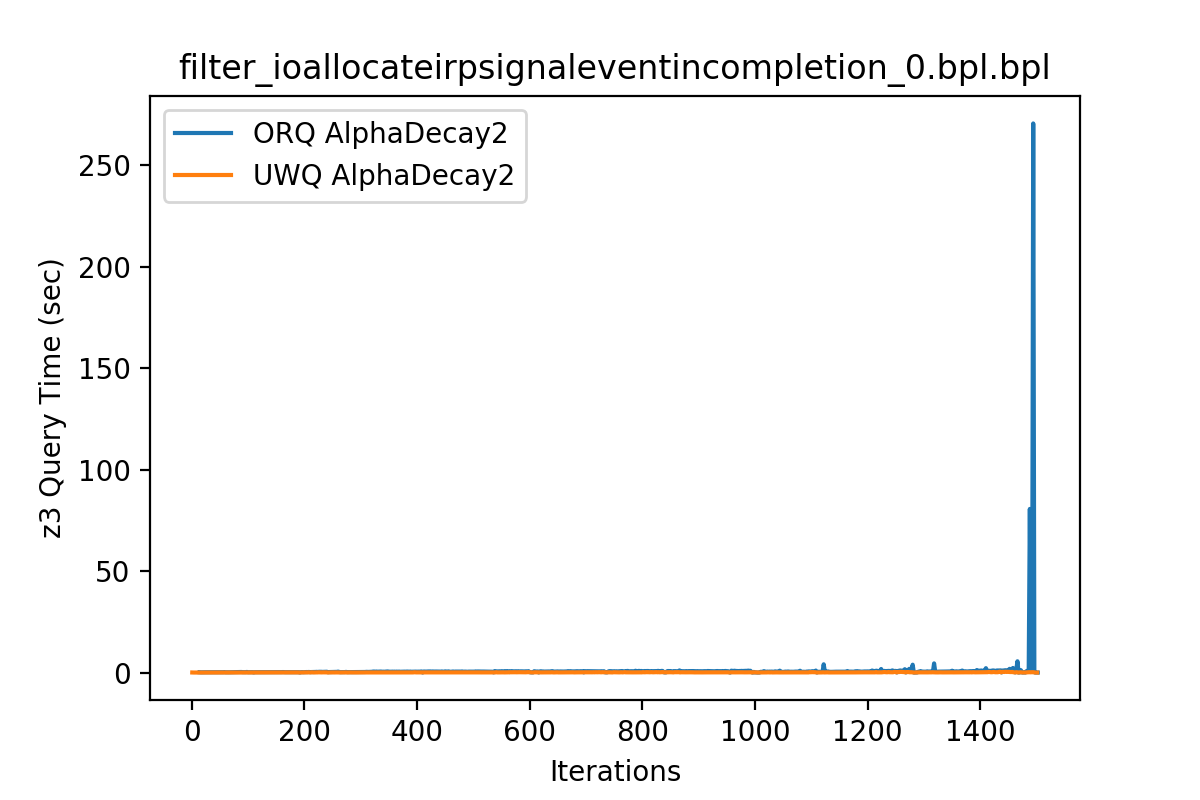 filter_ioallocateirpsignaleventincompletion_0.bpl.bpl
ORQ AlphaDecay2
UWQ AlphaDecay2
z3 Query Time (sec)
250
200
150
100
50
0
0 200 400 600 800 1000 1200 1400
Iterations